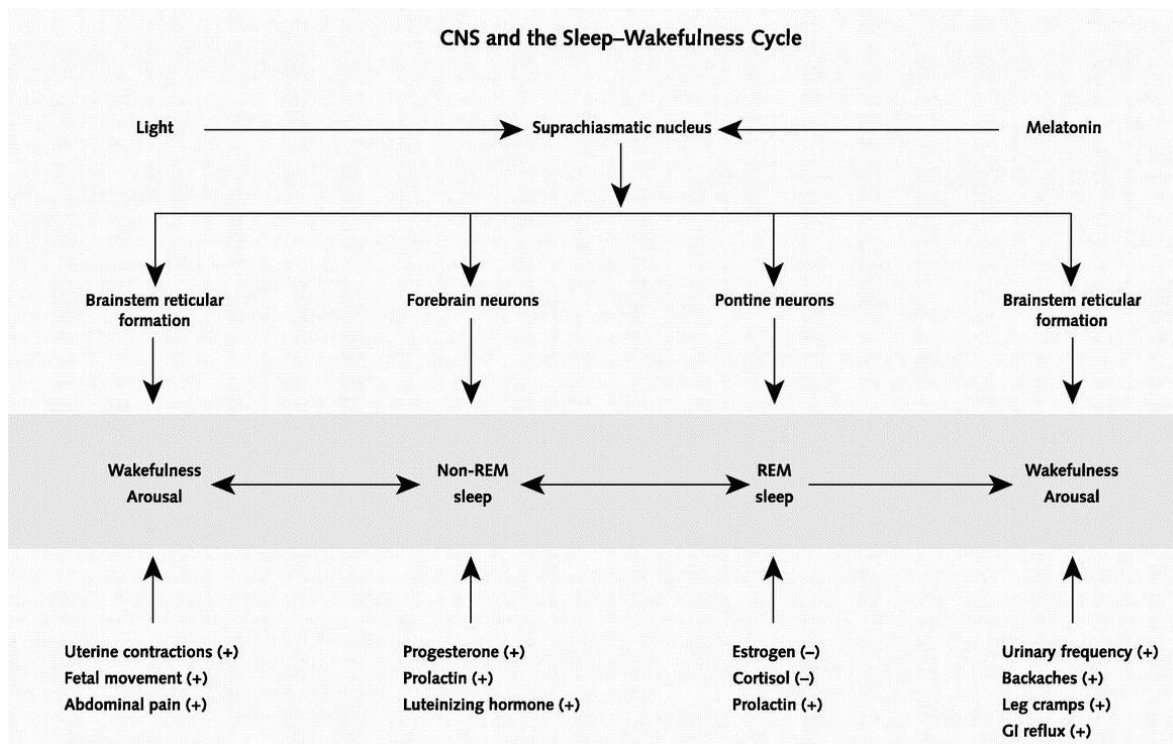 CNS and the Sleep–Wakefulness Cycle
Light
Suprachiasmatic nucleus
Melatonin
Brainstem reticular
formation
Forebrain neurons
Pontine neurons
Brainstem reticular
formation
Wakefulness
Arousal
Non-REM
sleep
REM
sleep
Wakefulness
Arousal
Uterine contractions (+)
Fetal movement (+)
Abdominal pain (+)
Progesterone (+)
Prolactin (+)
Luteinizing hormone (+)
Estrogen (–)
Cortisol (–)
Prolactin (+)
Urinary frequency (+)
Backaches (+)
Leg cramps (+)
GI reflux (+)